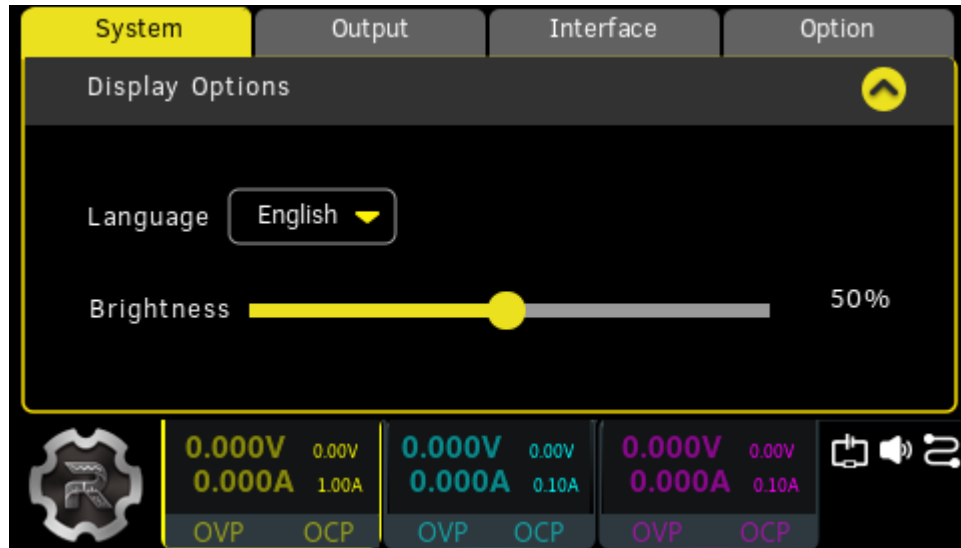 System Output Interface Option
Display Options
Language English
Brightness 50%
0.000V 0.00V 0.000V 0.00V 0.000V 0.00V
0.000A 1.00A 0.000A 0.10A 0.000A 0.10A
OVP OCP OVP OCP OVP OCP